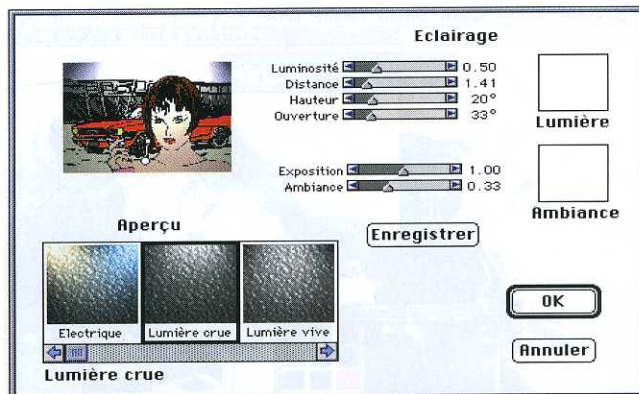 Eclairage
Luminosité 0.50
Distance 1.41
Hauteur 20°
Ouverture 33°
Lumière
Exposition 1.00
Ambiance 0.33
Ambiance
Aperçu
Enregistrer
Electrique
Lumière crue
Lumière vive
OK
Annuler
Lumière crue